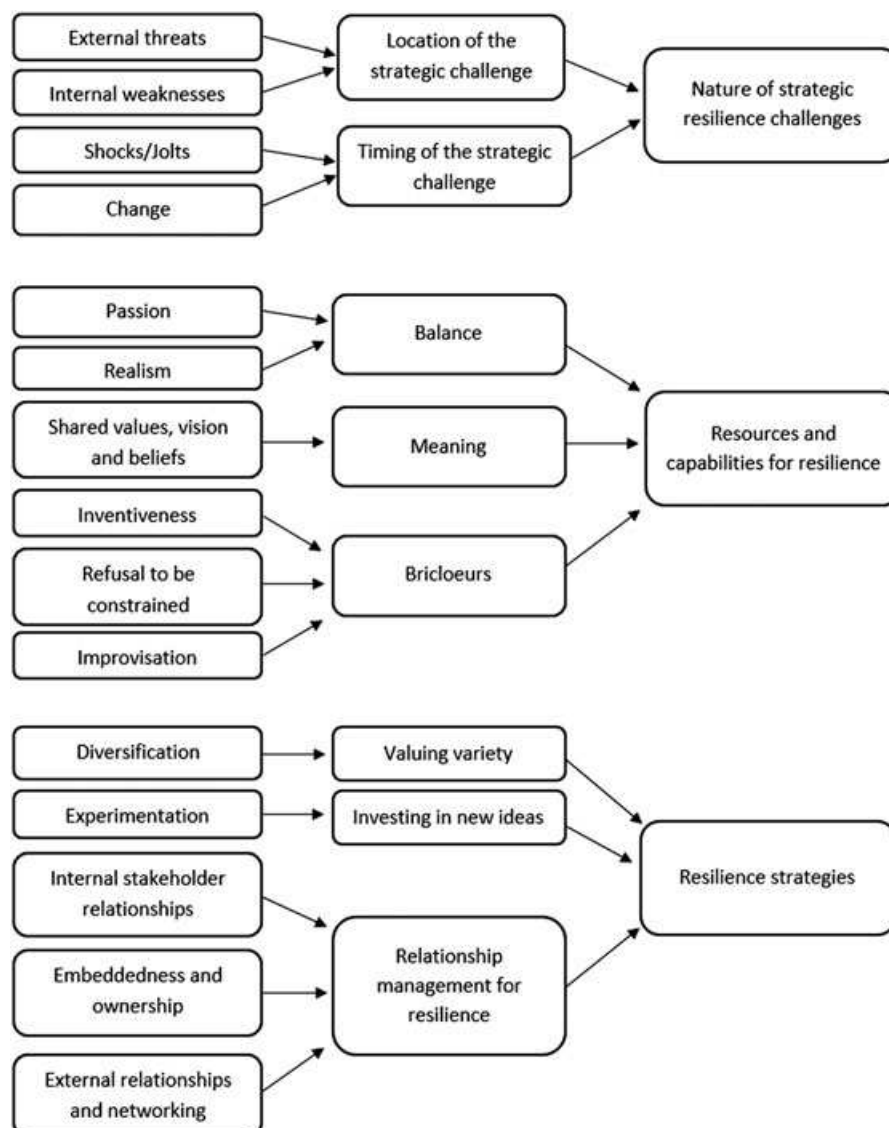 External threats
Internal weaknesses
Shocks/Jolts
Change
Location of the
strategic challenge
Timing of the strategic
challenge
Nature of strategic
resilience challenges
Passion
Realism
Shared values, vision
and beliefs
Inventiveness
Refusal to be
constrained
Improvisation
Balance
Meaning
Bricloeurs
Resources and
capabilities for resilience
Diversification
Experimentation
Internal stakeholder
relationships
Embeddedness and
ownership
External relationships
and networking
Valuing variety
Investing in new ideas
Relationship
management for
resilience
Resilience strategies